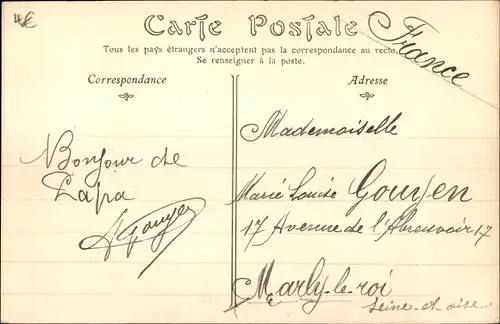 4€
Carte Postale
France
Tous les pays étrangers n'acceptent pas la correspondance au recto.
Se renseigner à la poste.
Correspondance
Adresse
Bonjour de
Papa
Mademoiselle
Marie Louise Goujen
17 Avenue de l'Abreuvoir 17
Marly-le-roi
Seine-et-oise